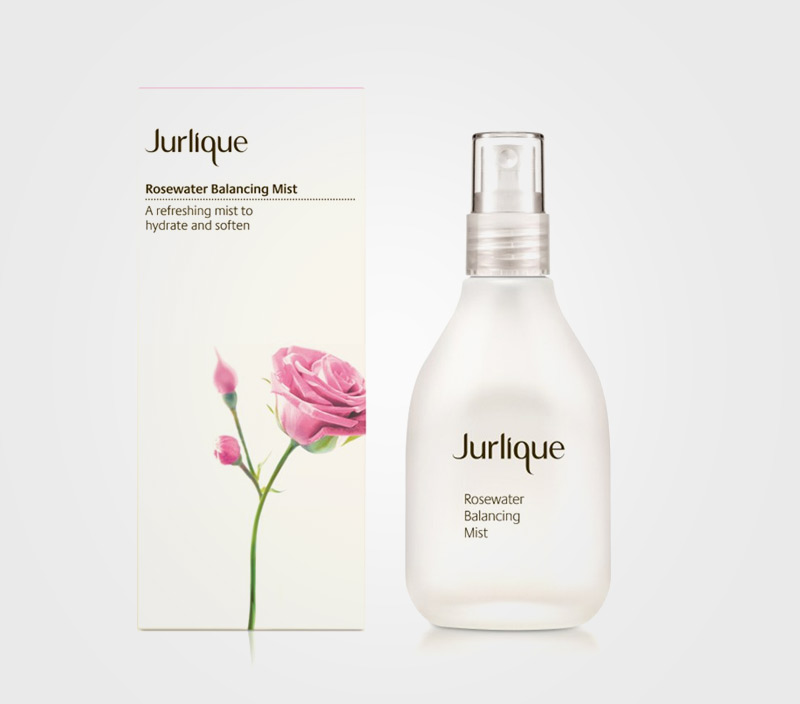 Jurlique
Rosewater Balancing Mist
A refreshing mist to
hydrate and soften
Jurlique
Rosewater
Balancing
Mist